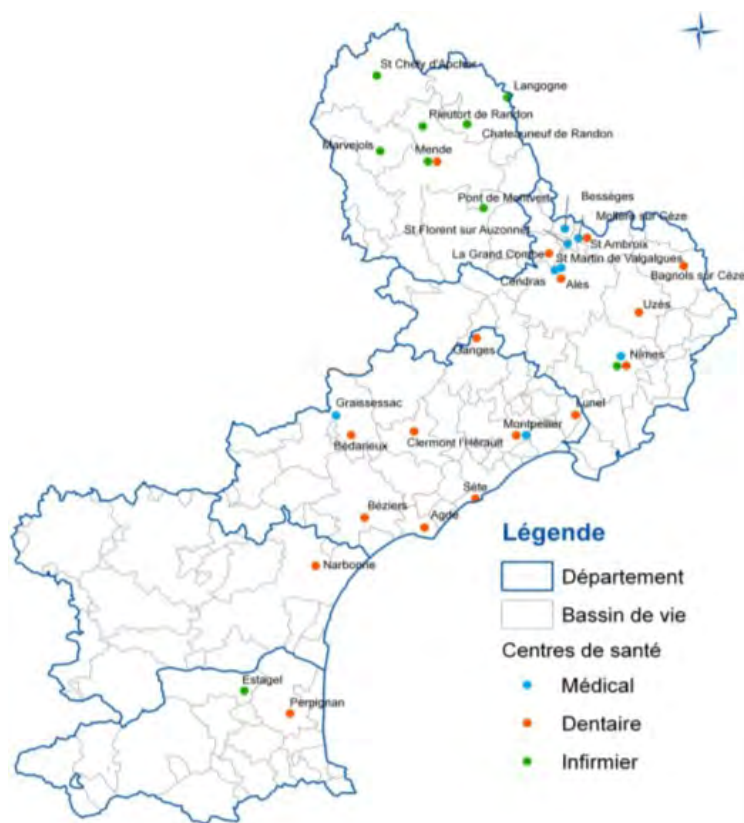 St Chély d'Apcher
Langogne
Rieutort de Randon
Chateauneuf de Randon
Marvejols
Mende
Pont de Montvert
Bessèges
Molière sur Cèze
St Florent sur Auzonnet
St Ambroix
La Grand Combe
St Martin de Valgalgues
Bagnols sur Cèze
Cendras
Alès
Uzès
Ganges
Nîmes
Graissessac
Lunel
Montpellier
Bédarieux
Clermont l'Hérault
Sète
Béziers
Agde
Légende
Narbonne
Département
Bassin de vie
Centres de santé
Estagel
Médical
Perpignan
Dentaire
Infirmier